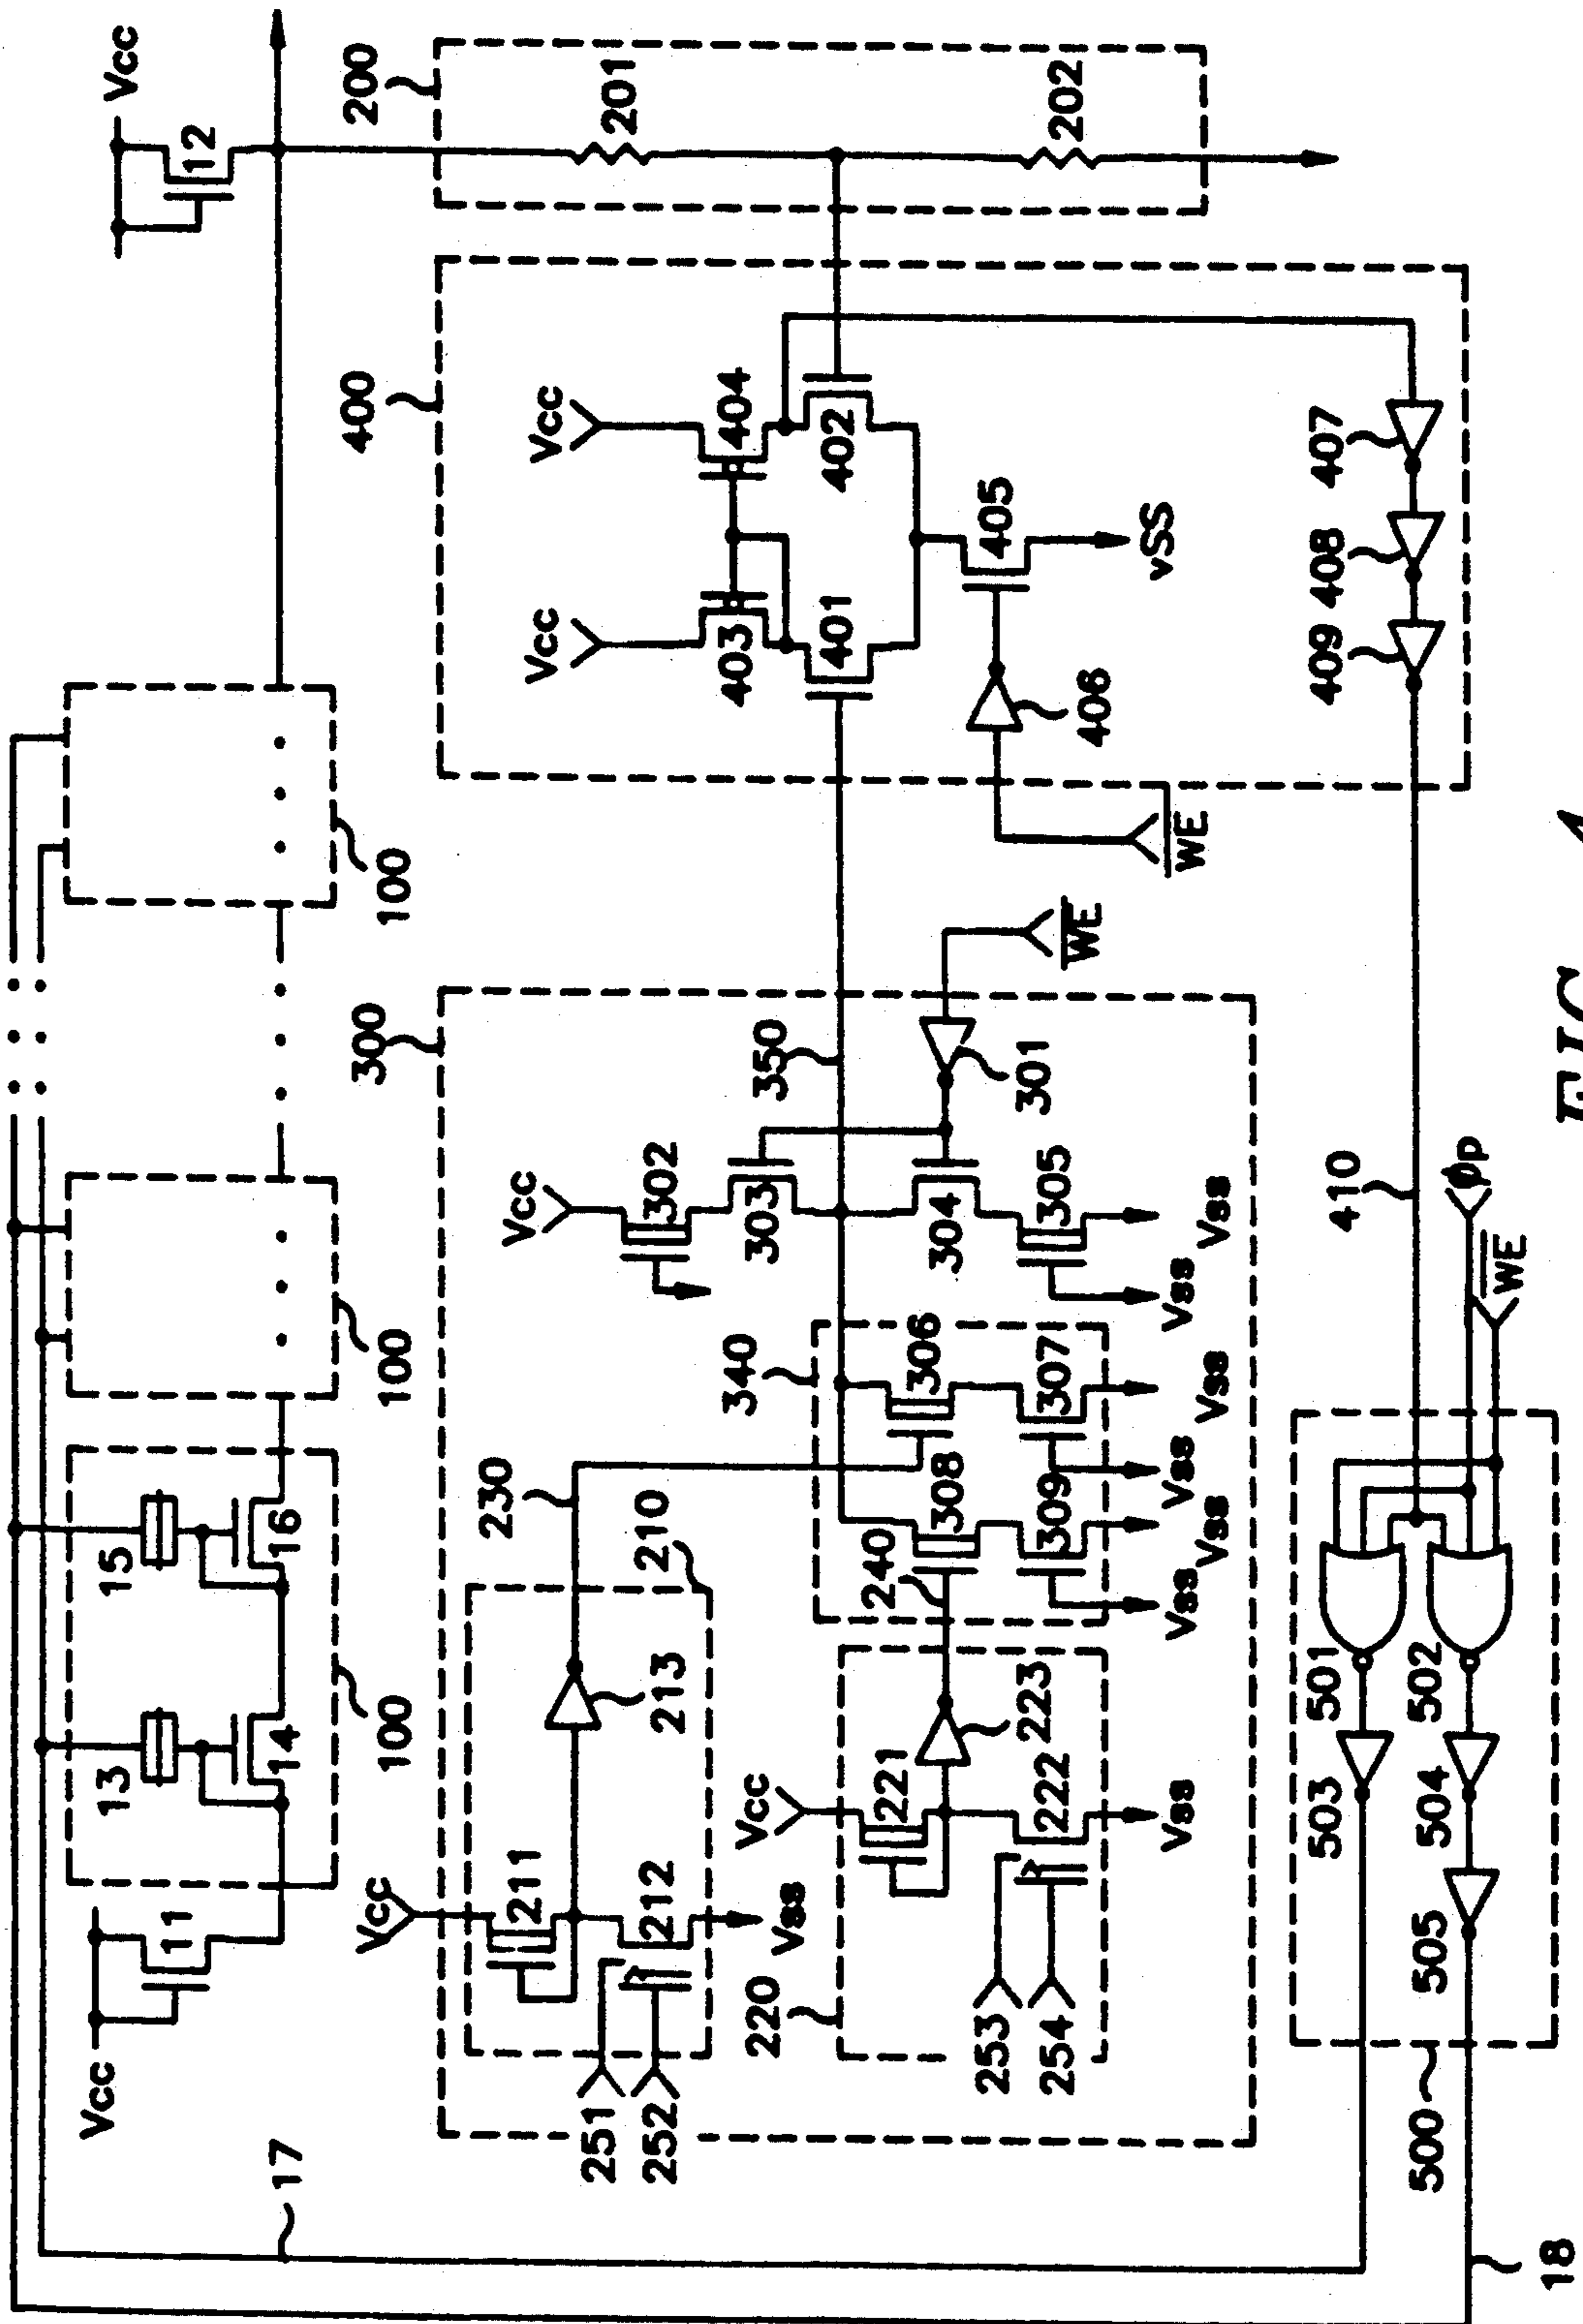 Vcc
11
13
14
15
16
100
100
100
12
Vcc
17
300
400
200
Vcc
211
212
213
210
230
Vss
251
252
220
Vcc
221
222
223
240
Vss
253
254
340
308
306
309
307
Vss
Vss
Vss
Vss
Vcc
302
303
304
305
350
301
Vss
Vss
WE
Vcc
Vcc
403
404
401
402
405
406
vSS
WE
201
202
409
408
407
410
503
501
505
504
502
500
18
φp
WE
FIG. 4